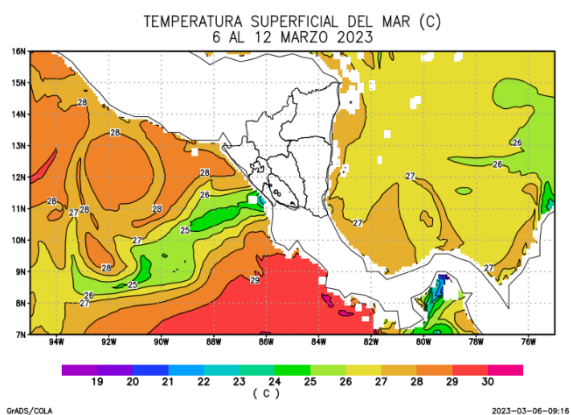 TEMPERATURA SUPERFICIAL DEL MAR (C)
6 AL 12 MARZO 2023
16N
15N
14N
13N
12N
11N
10N
9N
8N
7N
28
28
28
28
28
28
28
27
28
27
26
25
25
26
27
29
27
27
27
26
26
94W 92W 90W 88W 86W 84W 82W 80W 78W 76W
19 20 21 22 23 24 25 26 27 28 29 30
( C )
GrADS/COLA
2023-03-06-09:16